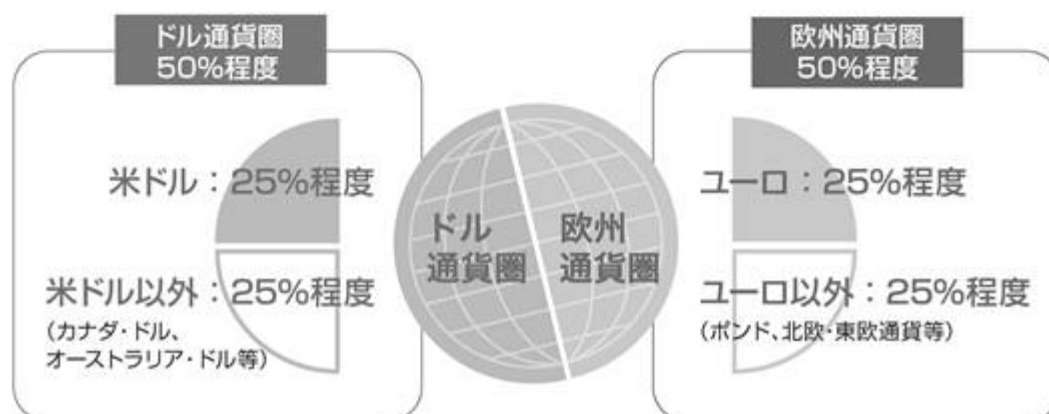 ドル通貨圏
50%程度
米ドル：25%程度
米ドル以外：25%程度
（カナダ・ドル、
オーストラリア・ドル等）
ドル
通貨圏
欧州
通貨圏
欧州通貨圏
50%程度
ユーロ：25%程度
ユーロ以外：25%程度
（ポンド、北欧・東欧通貨等）